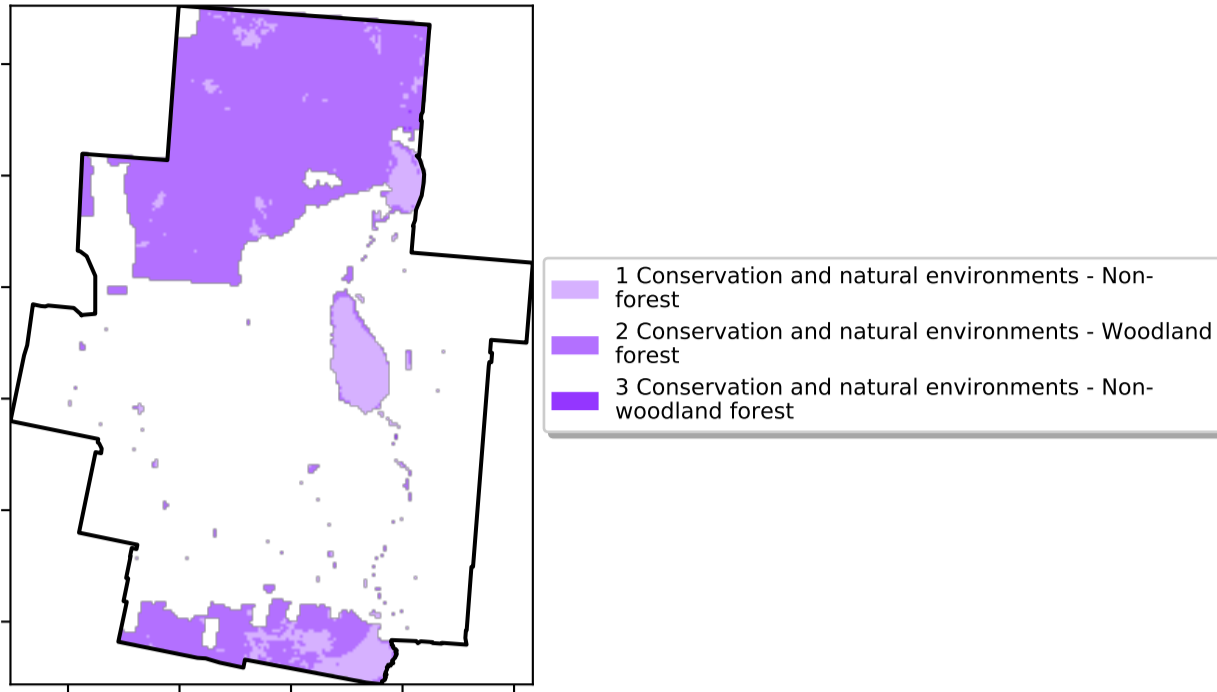 1 Conservation and natural environments - Non-
forest
2 Conservation and natural environments - Woodland
forest
3 Conservation and natural environments - Non-
woodland forest